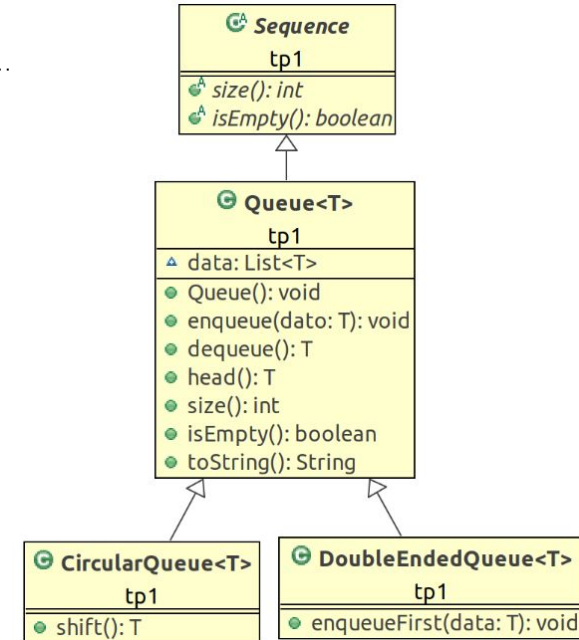 ..
Sequence
tp1
size(): int
isEmpty(): boolean
Queue<T>
tp1
data: List<T>
Queue(): void
enqueue(dato: T): void
dequeue(): T
head(): T
size(): int
isEmpty(): boolean
toString(): String
CircularQueue<T>
tp1
shift(): T
DoubleEndedQueue<T>
tp1
enqueueFirst(data: T): void